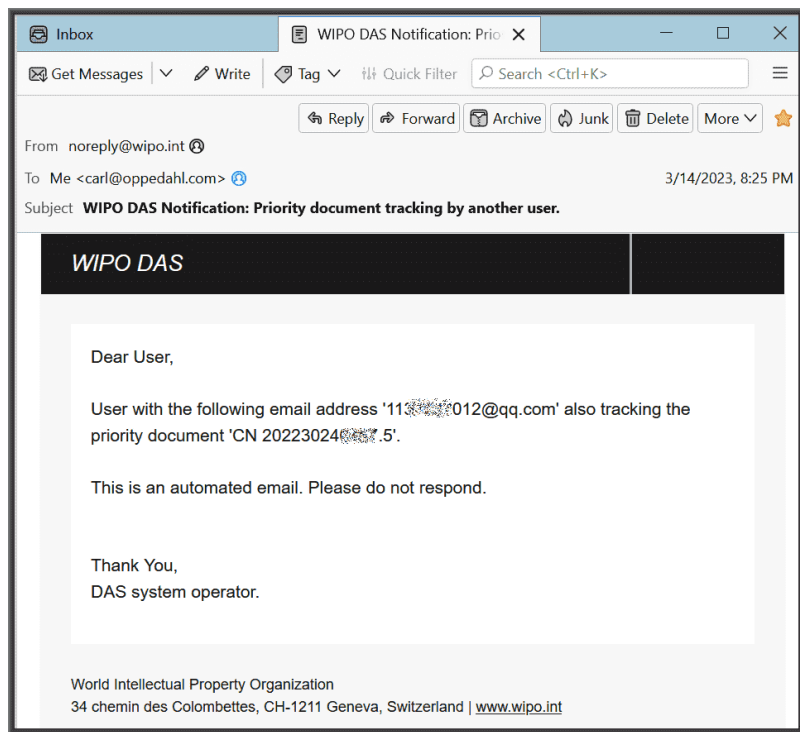 Inbox
WIPO DAS Notification: Prio
Get Messages Write Tag Quick Filter Search <Ctrl+K>
Reply Forward Archive Junk Delete More
From noreply@wipo.int
To Me <carl@oppedahl.com> 3/14/2023, 8:25 PM
Subject WIPO DAS Notification: Priority document tracking by another user.
WIPO DAS
Dear User,
User with the following email address '113 012@qq.com' also tracking the
priority document 'CN 20223024 .5'.
This is an automated email. Please do not respond.
Thank You,
DAS system operator.
World Intellectual Property Organization
34 chemin des Colombettes, CH-1211 Geneva, Switzerland | www.wipo.int